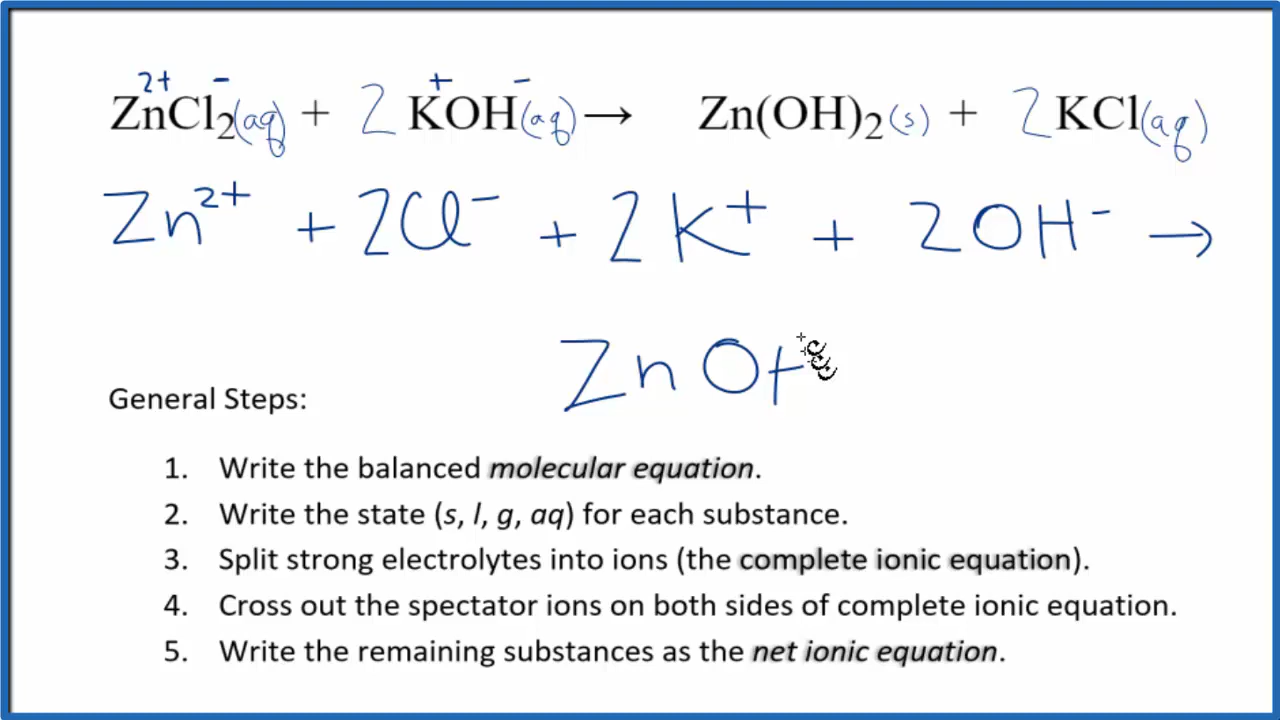 ZnCl₂(aq) + 2 KOH(aq) → Zn(OH)₂(s) + 2 KCl(aq)
2+ - + -
Zn²⁺ + 2Cl⁻ + 2K⁺ + 2OH⁻ →
ZnO
General Steps:
1. Write the balanced molecular equation.
2. Write the state (s, l, g, aq) for each substance.
3. Split strong electrolytes into ions (the complete ionic equation).
4. Cross out the spectator ions on both sides of complete ionic equation.
5. Write the remaining substances as the net ionic equation.